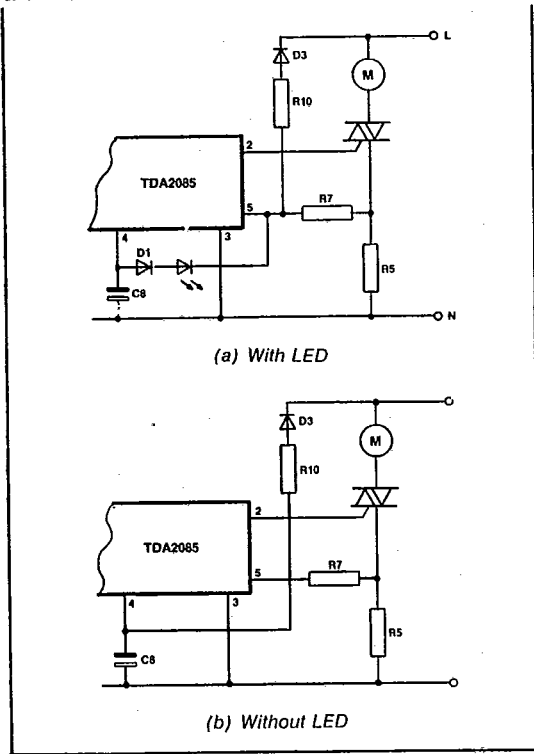 L
D3
M
R10
2
TDA2085
5
R7
4
3
D1
R5
C8
N
(a) With LED
D3
M
R10
2
TDA2085
R7
5
4
3
R5
C8
(b) Without LED